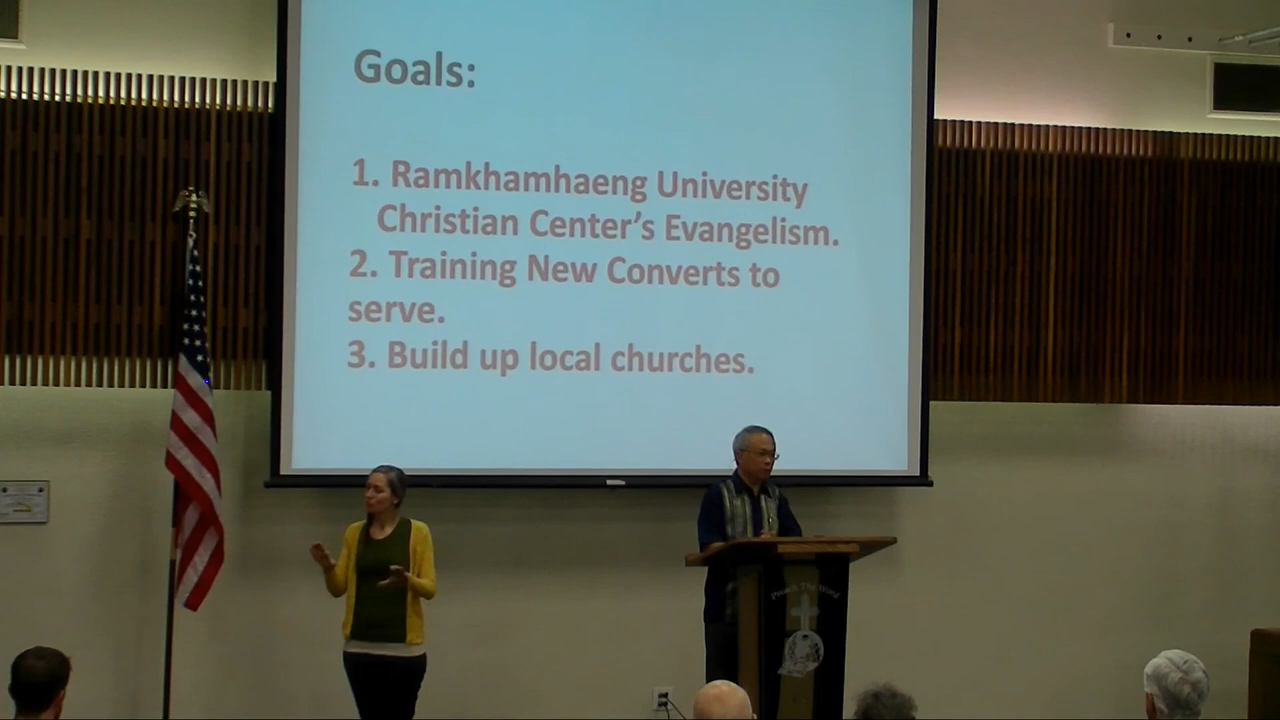 Goals:
1. Ramkhamhaeng University
Christian Center's Evangelism.
2. Training New Converts to
serve.
3. Build up local churches.
Preach The Word